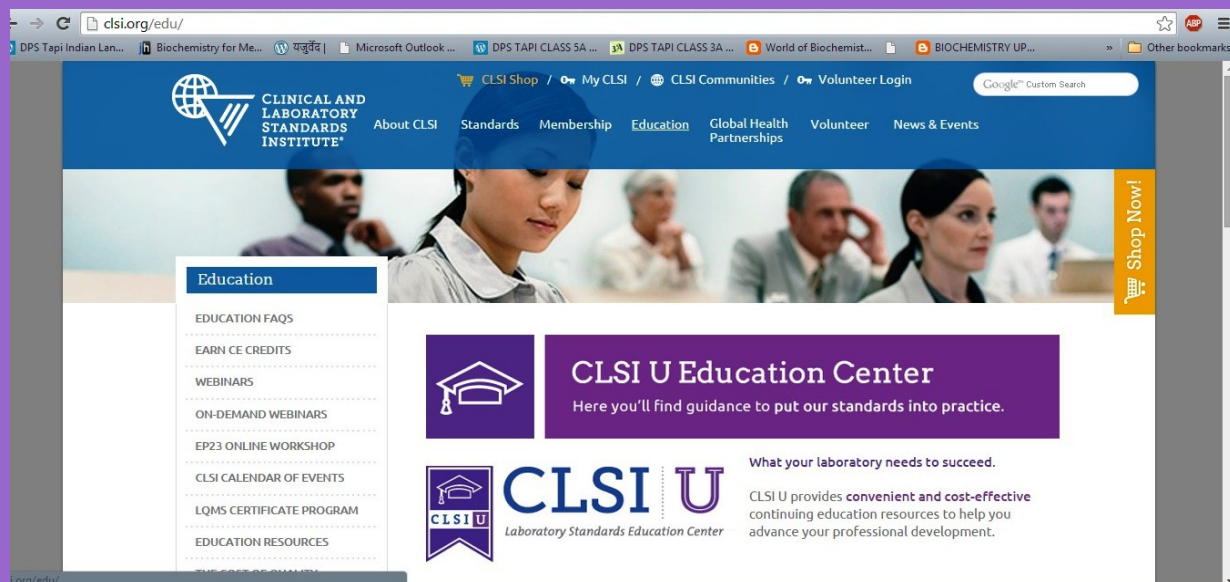 clsi.org/edu/
ABP
DPS Tapi Indian Lan...
Biochemistry for Me...
यजुर्वेद |
Microsoft Outlook ...
DPS TAPI CLASS 5A ...
DPS TAPI CLASS 3A ...
World of Biochemist...
BIOCHEMISTRY UP...
»
Other bookmarks
CLSI Shop / My CLSI / CLSI Communities / Volunteer Login
Google™ Custom Search
CLINICAL AND
LABORATORY
STANDARDS
INSTITUTE®
About CLSI
Standards
Membership
Education
Global Health
Partnerships
Volunteer
News & Events
Shop Now!
Education
EDUCATION FAQS
EARN CE CREDITS
WEBINARS
ON-DEMAND WEBINARS
EP23 ONLINE WORKSHOP
CLSI CALENDAR OF EVENTS
LQMS CERTIFICATE PROGRAM
EDUCATION RESOURCES
THE COST OF QUALITY
CLSI U Education Center
Here you'll find guidance to put our standards into practice.
CLSI U
CLSI U
Laboratory Standards Education Center
What your laboratory needs to succeed.
CLSI U provides convenient and cost-effective
continuing education resources to help you
advance your professional development.